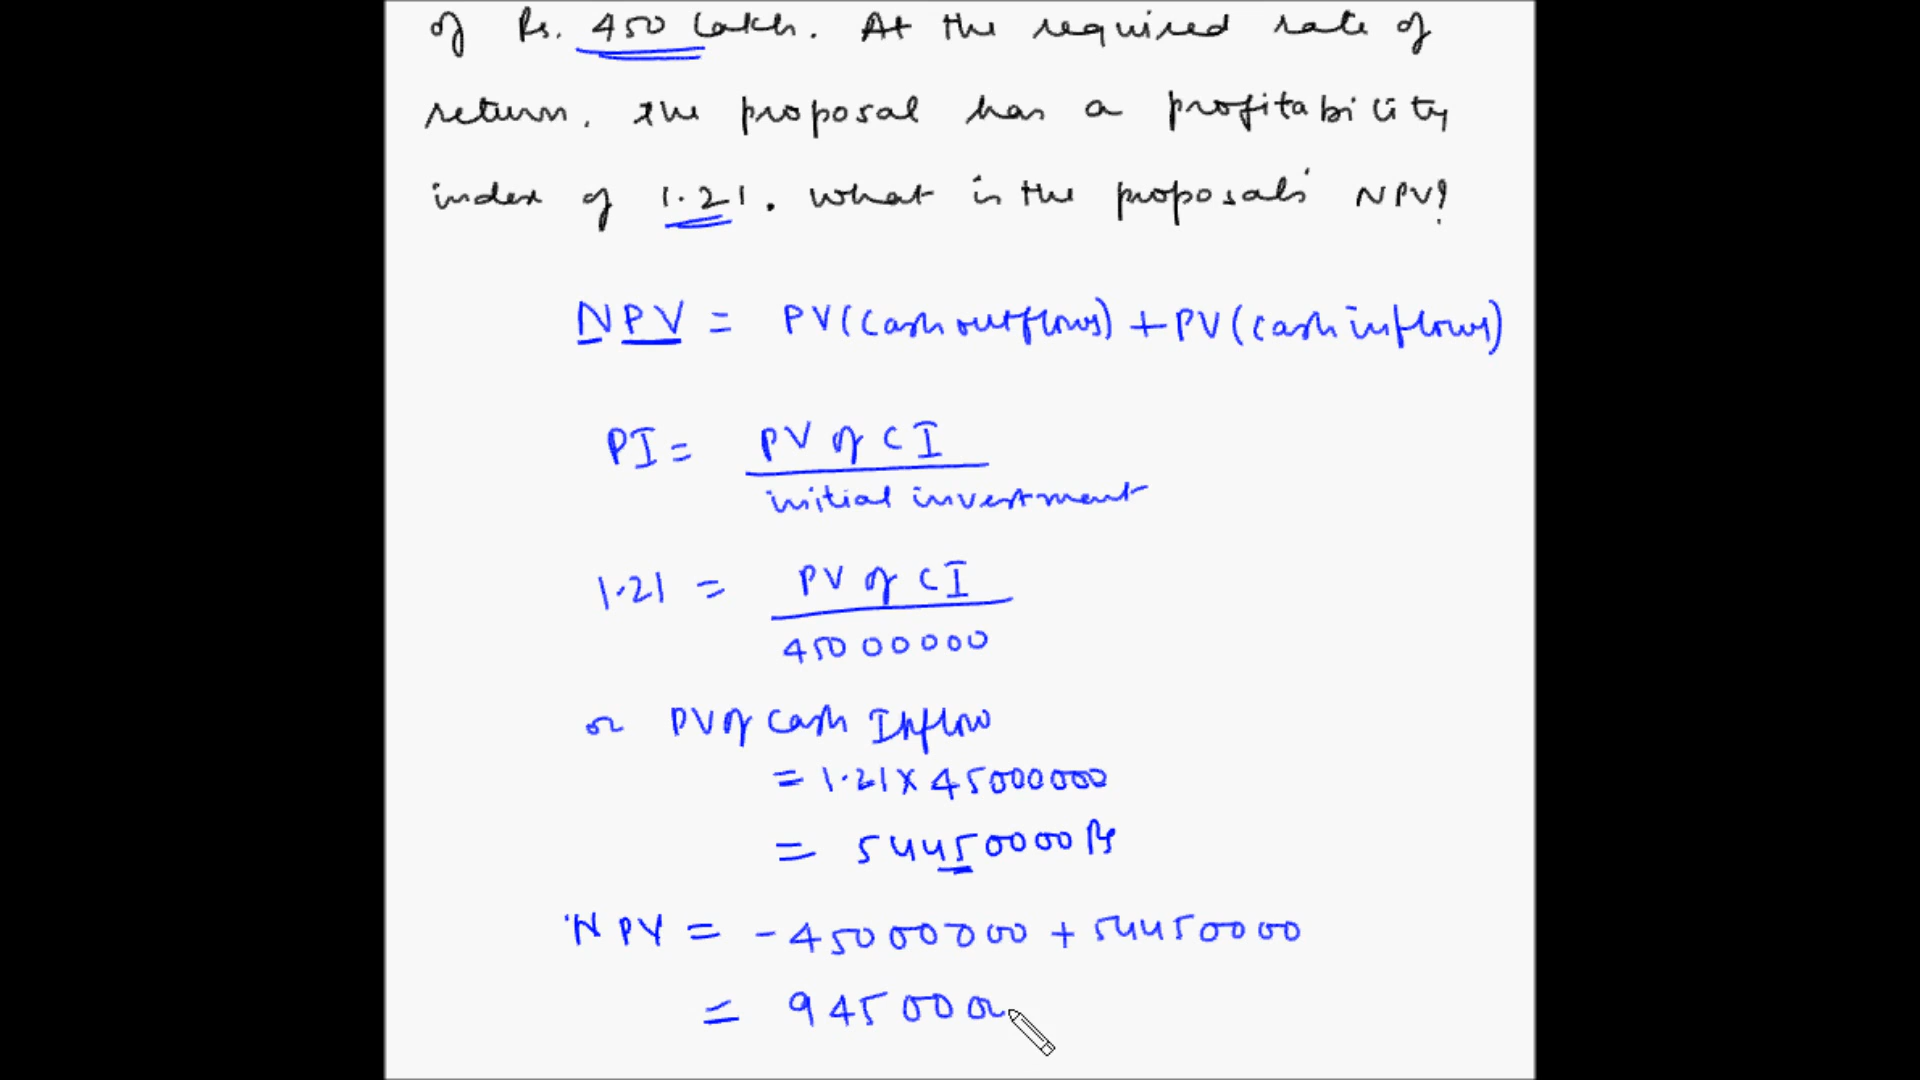 of Rs. 450 Lakh. At the required rate of
return, the proposal has a profitability
index of 1.21. What is the proposals' NPV?
NPV = PV(Cash outflows) + PV(Cash inflows)
PI = PV of CI
initial investment
1.21 = PV of CI
45000000
or PV of Cash Inflow
= 1.21 x 45000000
= 54450000 Rs
NPV = -45000000 + 54450000
= 9450000